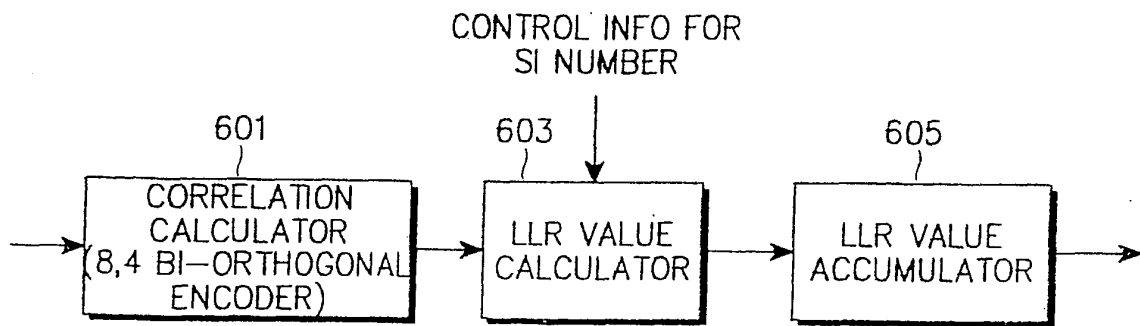 CONTROL INFO FOR
SI NUMBER
601
603
605
CORRELATION
CALCULATOR
(8,4 BI-ORTHOGONAL
ENCODER)
LLR VALUE
CALCULATOR
LLR VALUE
ACCUMULATOR